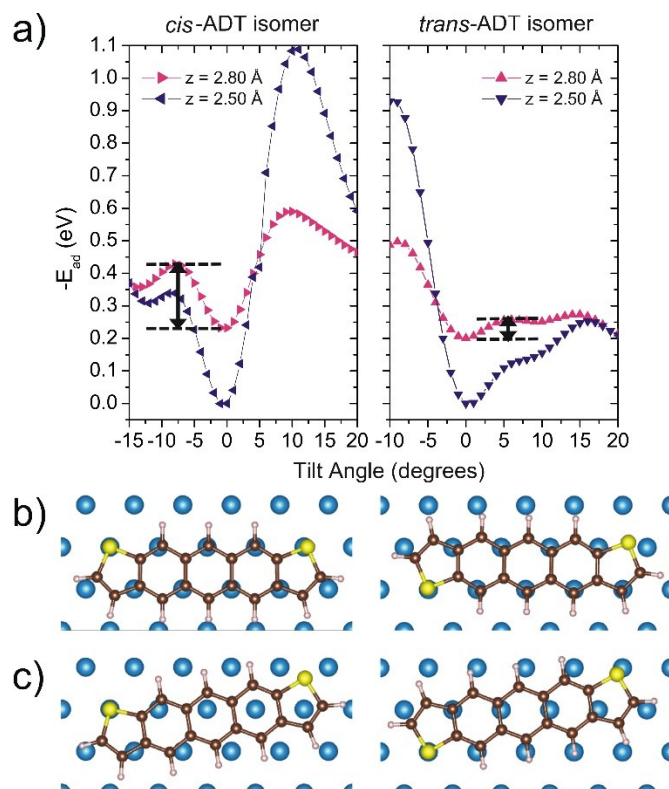 a)
cis-ADT isomer
trans-ADT isomer
z = 2.80 Å
z = 2.50 Å
z = 2.80 Å
z = 2.50 Å
-E_ad (eV)
1.1
1.0
0.9
0.8
0.7
0.6
0.5
0.4
0.3
0.2
0.1
0.0
-15 -10 -5 0 5 10 15 20
-10 -5 0 5 10 15 20
Tilt Angle (degrees)
b)
c)